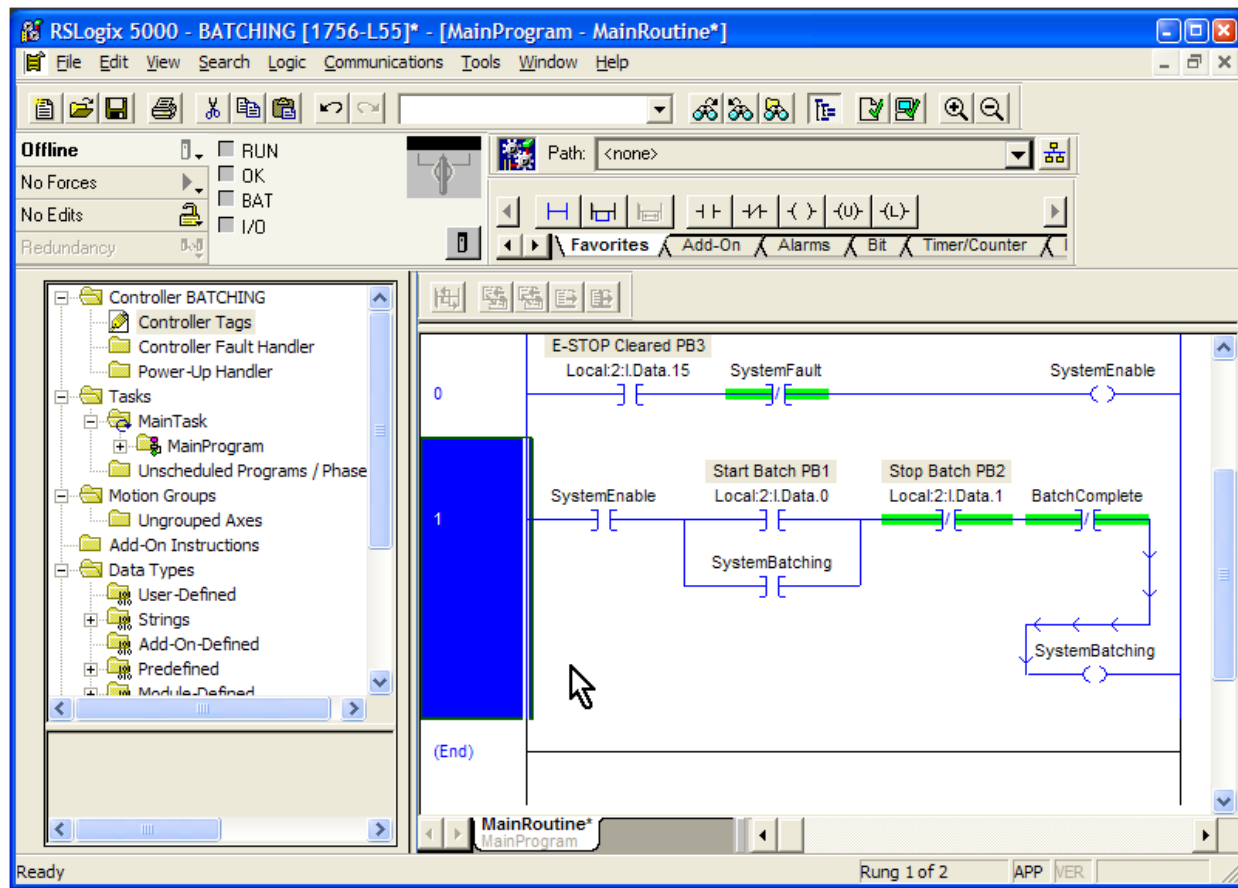 RSLogix 5000 - BATCHING [1756-L55]* - [MainProgram - MainRoutine*]
File Edit View Search Logic Communications Tools Window Help
Offline
RUN
No Forces
OK
No Edits
BAT
I/O
Redundancy
Path: <none>
Favorites Add-On Alarms Bit Timer/Counter
Controller BATCHING
Controller Tags
Controller Fault Handler
Power-Up Handler
Tasks
MainTask
MainProgram
Unscheduled Programs / Phase
Motion Groups
Ungrouped Axes
Add-On Instructions
Data Types
User-Defined
Strings
Add-On-Defined
Predefined
Module-Defined
E-STOP Cleared PB3
Local:2:I.Data.15 SystemFault SystemEnable
0
Start Batch PB1 Stop Batch PB2
SystemEnable Local:2:I.Data.0 Local:2:I.Data.1 BatchComplete
1
SystemBatching
SystemBatching
(End)
MainRoutine*
MainProgram
Ready Rung 1 of 2 APP VER